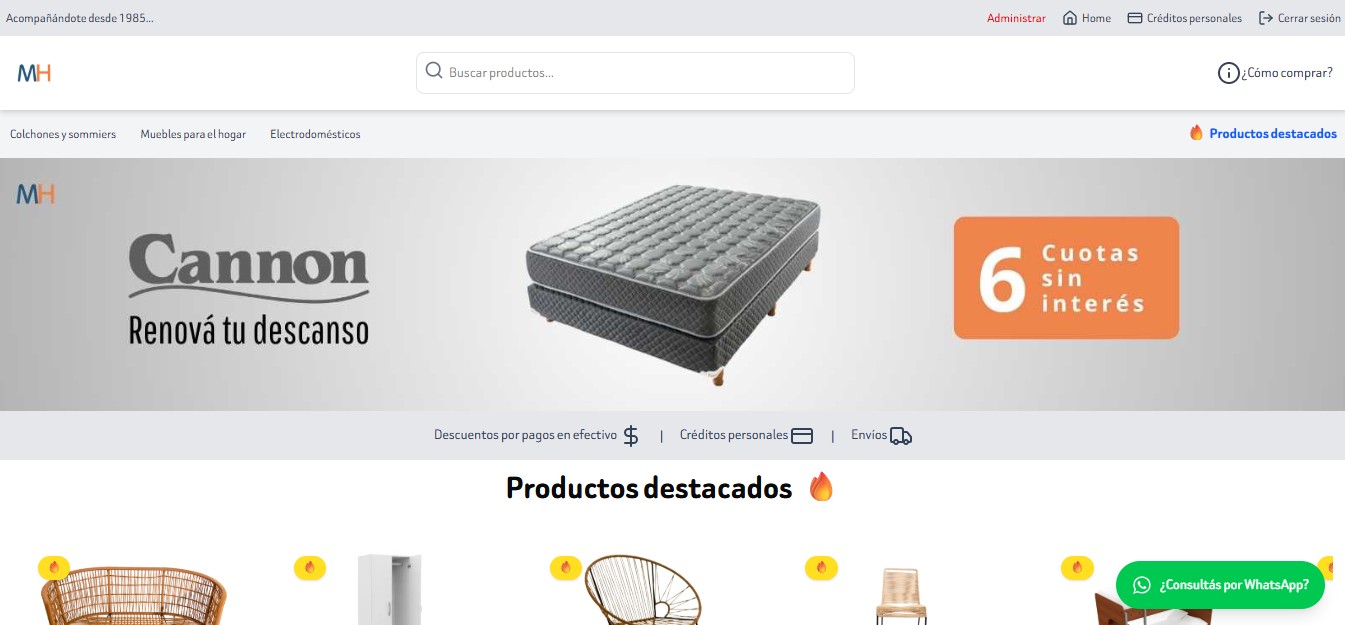 Acompañándote desde 1985...
Administrar
Home
Créditos personales
Cerrar sesión
MH
Buscar productos...
¿Cómo comprar?
Colchones y sommiers
Muebles para el hogar
Electrodomésticos
Productos destacados
MH
Cannon
Renová tu descanso
6 Cuotas
sin
interés
Descuentos por pagos en efectivo
|
Créditos personales
|
Envíos
Productos destacados
¿Consultás por WhatsApp?